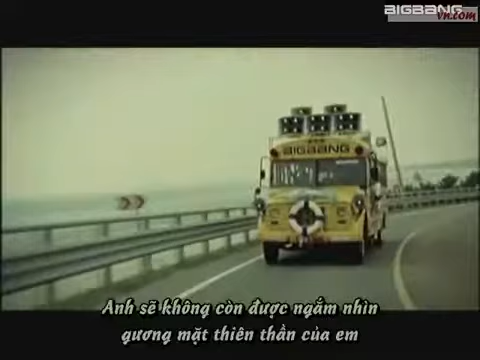 BIGBANG
vn.com
BIGBANG
Anh sẽ không còn được ngắm nhìn
gương mặt thiên thần của em